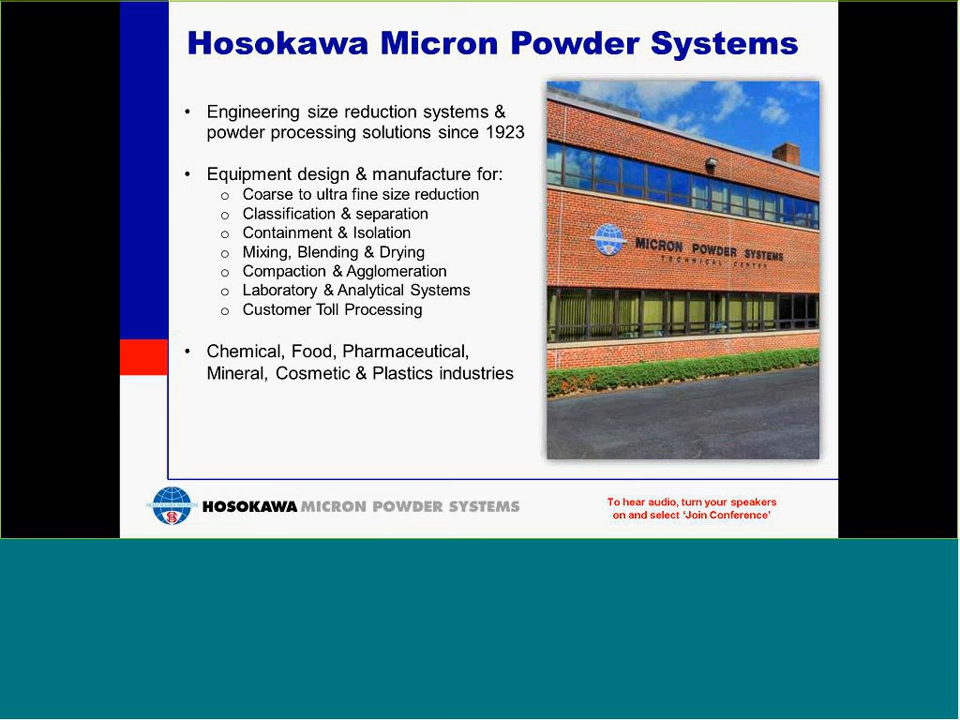 Hosokawa Micron Powder Systems
• Engineering size reduction systems &
powder processing solutions since 1923
• Equipment design & manufacture for:
o Coarse to ultra fine size reduction
o Classification & separation
o Containment & Isolation
o Mixing, Blending & Drying
o Compaction & Agglomeration
o Laboratory & Analytical Systems
o Customer Toll Processing
• Chemical, Food, Pharmaceutical,
Mineral, Cosmetic & Plastics industries
MICRON POWDER SYSTEMS
TECHNICAL CENTER
HOSOKAWA MICRON POWDER SYSTEMS
To hear audio, turn your speakers
on and select ‘Join Conference’